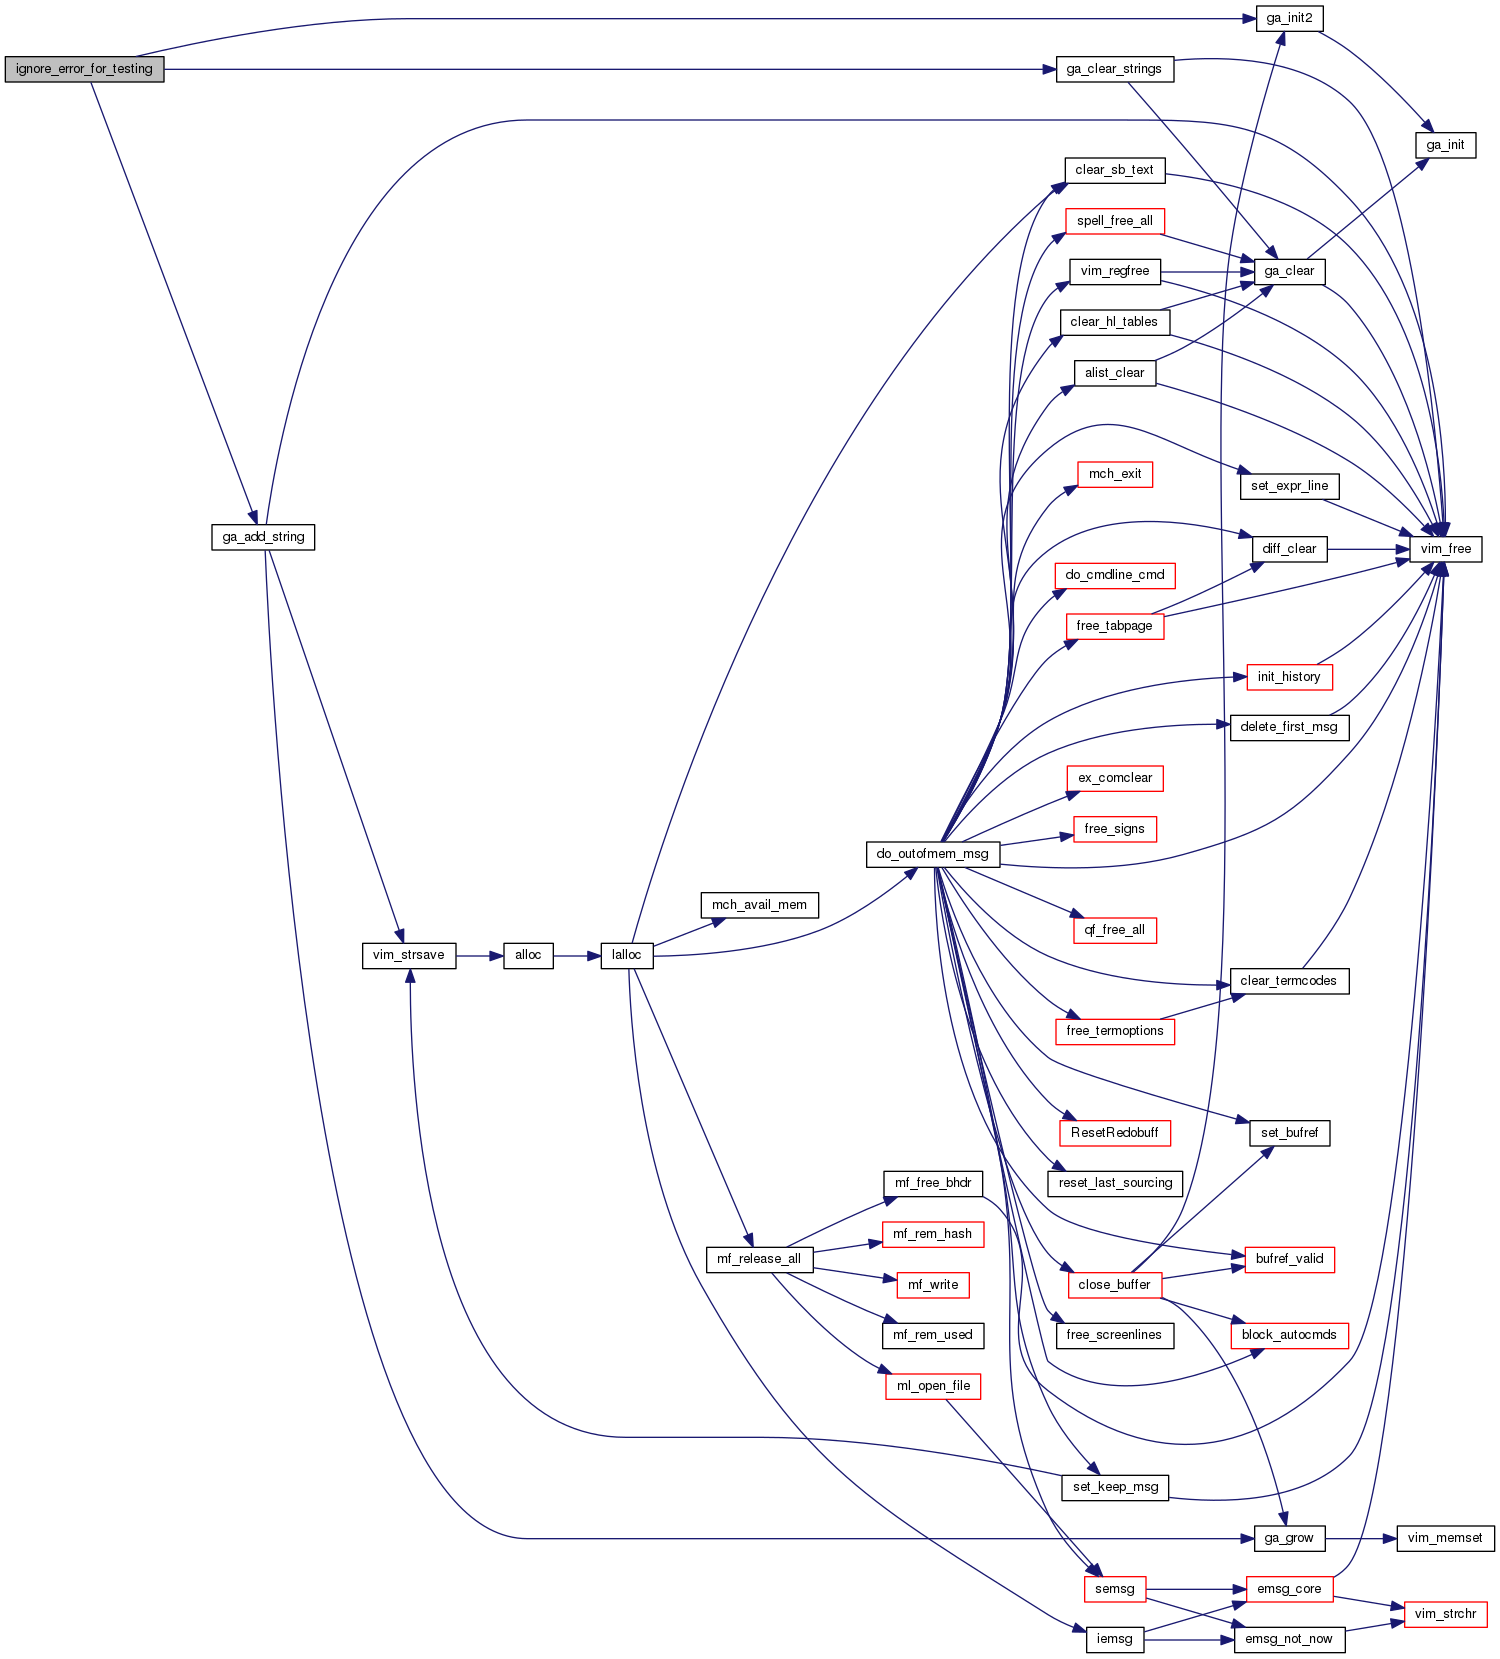 ga_init2
ignore_error_for_testing
ga_clear_strings
ga_init
clear_sb_text
spell_free_all
vim_regfree
ga_clear
clear_hl_tables
alist_clear
mch_exit
set_expr_line
ga_add_string
diff_clear
vim_free
do_cmdline_cmd
free_tabpage
init_history
delete_first_msg
ex_comclear
free_signs
do_outofmem_msg
mch_avail_mem
qf_free_all
vim_strsave
alloc
lalloc
clear_termcodes
free_termoptions
ResetRedobuff
set_bufref
mf_free_bhdr
reset_last_sourcing
mf_rem_hash
mf_release_all
bufref_valid
mf_write
close_buffer
mf_rem_used
free_screenlines
block_autocmds
ml_open_file
set_keep_msg
ga_grow
vim_memset
semsg
emsg_core
vim_strchr
iemsg
emsg_not_now